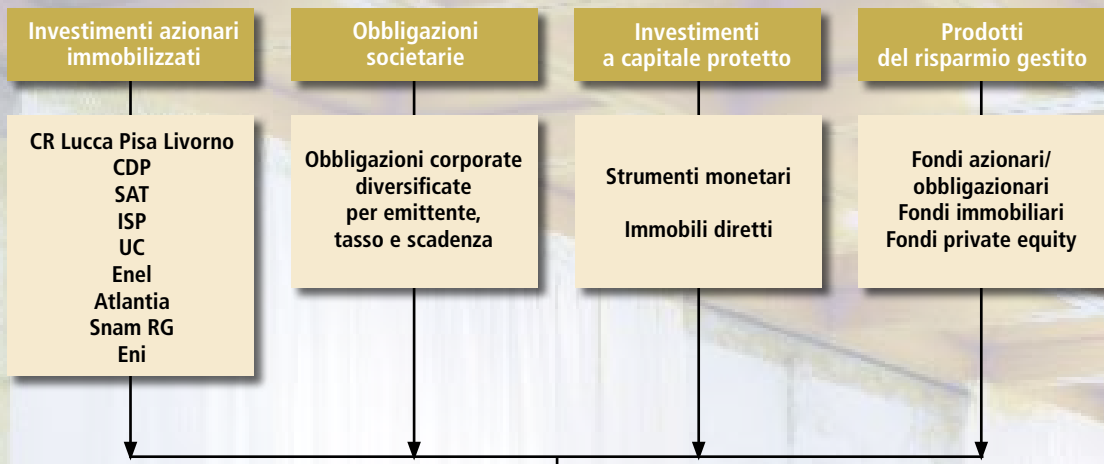 Investimenti azionari
immobilizzati
CR Lucca Pisa Livorno
CDP
SAT
ISP
UC
Enel
Atlantia
Snam RG
Eni
Obbligazioni
societarie
Obbligazioni corporate
diversificate
per emittente,
tasso e scadenza
Investimenti
a capitale protetto
Strumenti monetari
Immobili diretti
Prodotti
del risparmio gestito
Fondi azionari/
obbligazionari
Fondi immobiliari
Fondi private equity